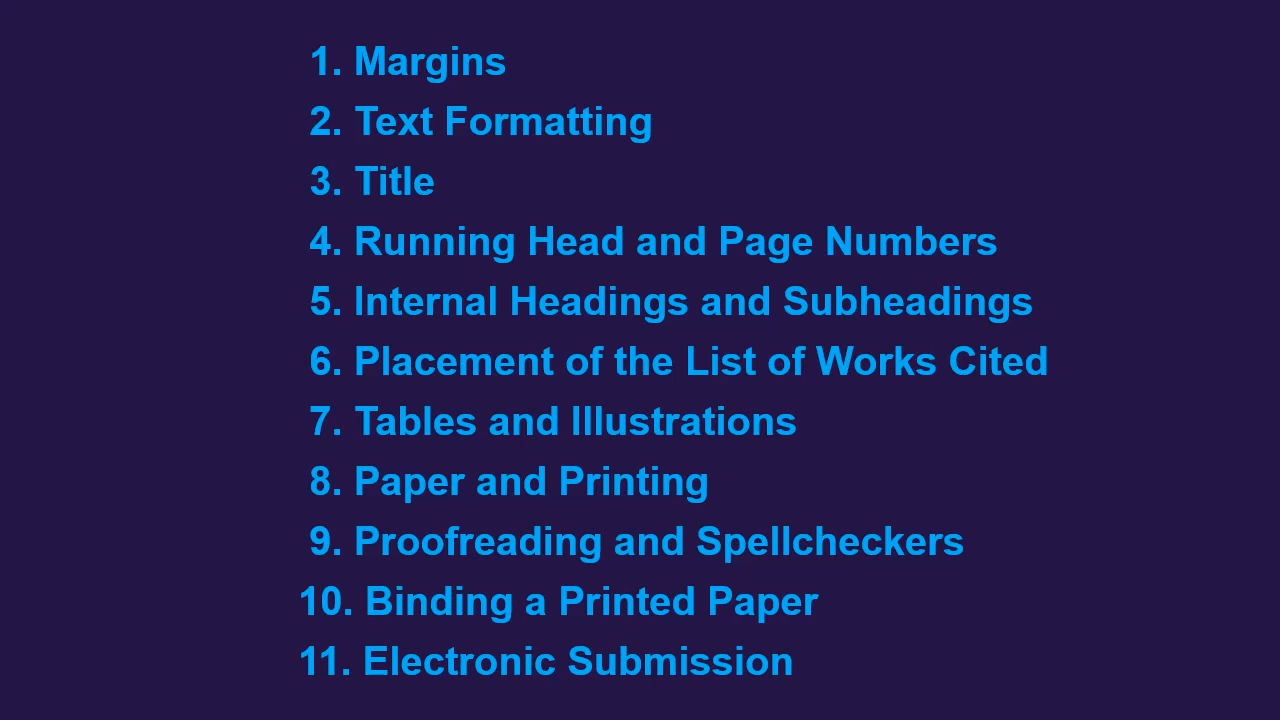 1. Margins
2. Text Formatting
3. Title
4. Running Head and Page Numbers
5. Internal Headings and Subheadings
6. Placement of the List of Works Cited
7. Tables and Illustrations
8. Paper and Printing
9. Proofreading and Spellcheckers
10. Binding a Printed Paper
11. Electronic Submission